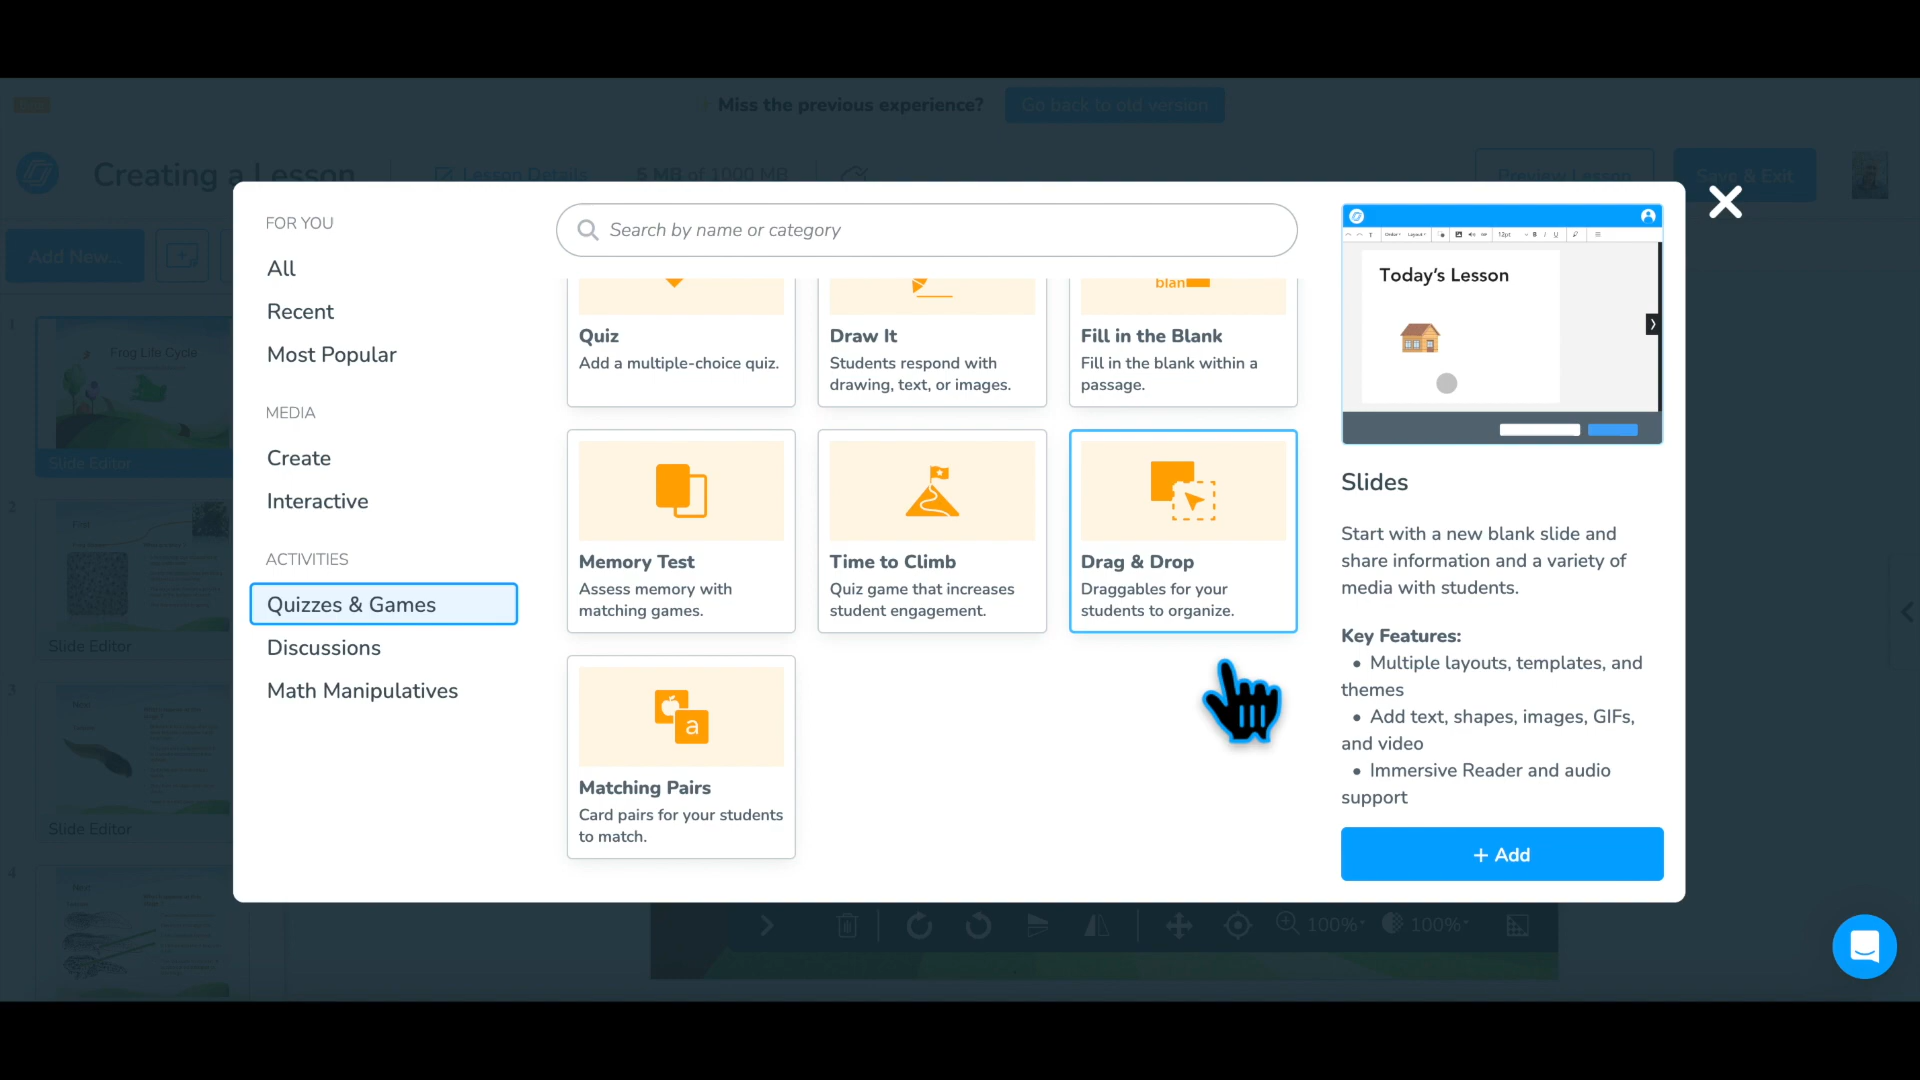 Miss the previous experience?
Go back to old version
Creating a Lesson
Lesson Details
5 MB of 1000 MB
Preview Lesson
Save & Exit
Add New...
1
Frog Life Cycle
Slide Editor
2
Slide Editor
3
Slide Editor
4
FOR YOU
All
Recent
Most Popular
MEDIA
Create
Interactive
ACTIVITIES
Quizzes & Games
Discussions
Math Manipulatives
Search by name or category
blan
Quiz
Add a multiple-choice quiz.
Draw It
Students respond with
drawing, text, or images.
Fill in the Blank
Fill in the blank within a
passage.
Memory Test
Assess memory with
matching games.
Time to Climb
Quiz game that increases
student engagement.
Drag & Drop
Draggables for your
students to organize.
a
Matching Pairs
Card pairs for your students
to match.
12pt
B I U
Today's Lesson
Slides
Start with a new blank slide and
share information and a variety of
media with students.
Key Features:
• Multiple layouts, templates, and
themes
• Add text, shapes, images, GIFs,
and video
• Immersive Reader and audio
support
+ Add
100%
100%